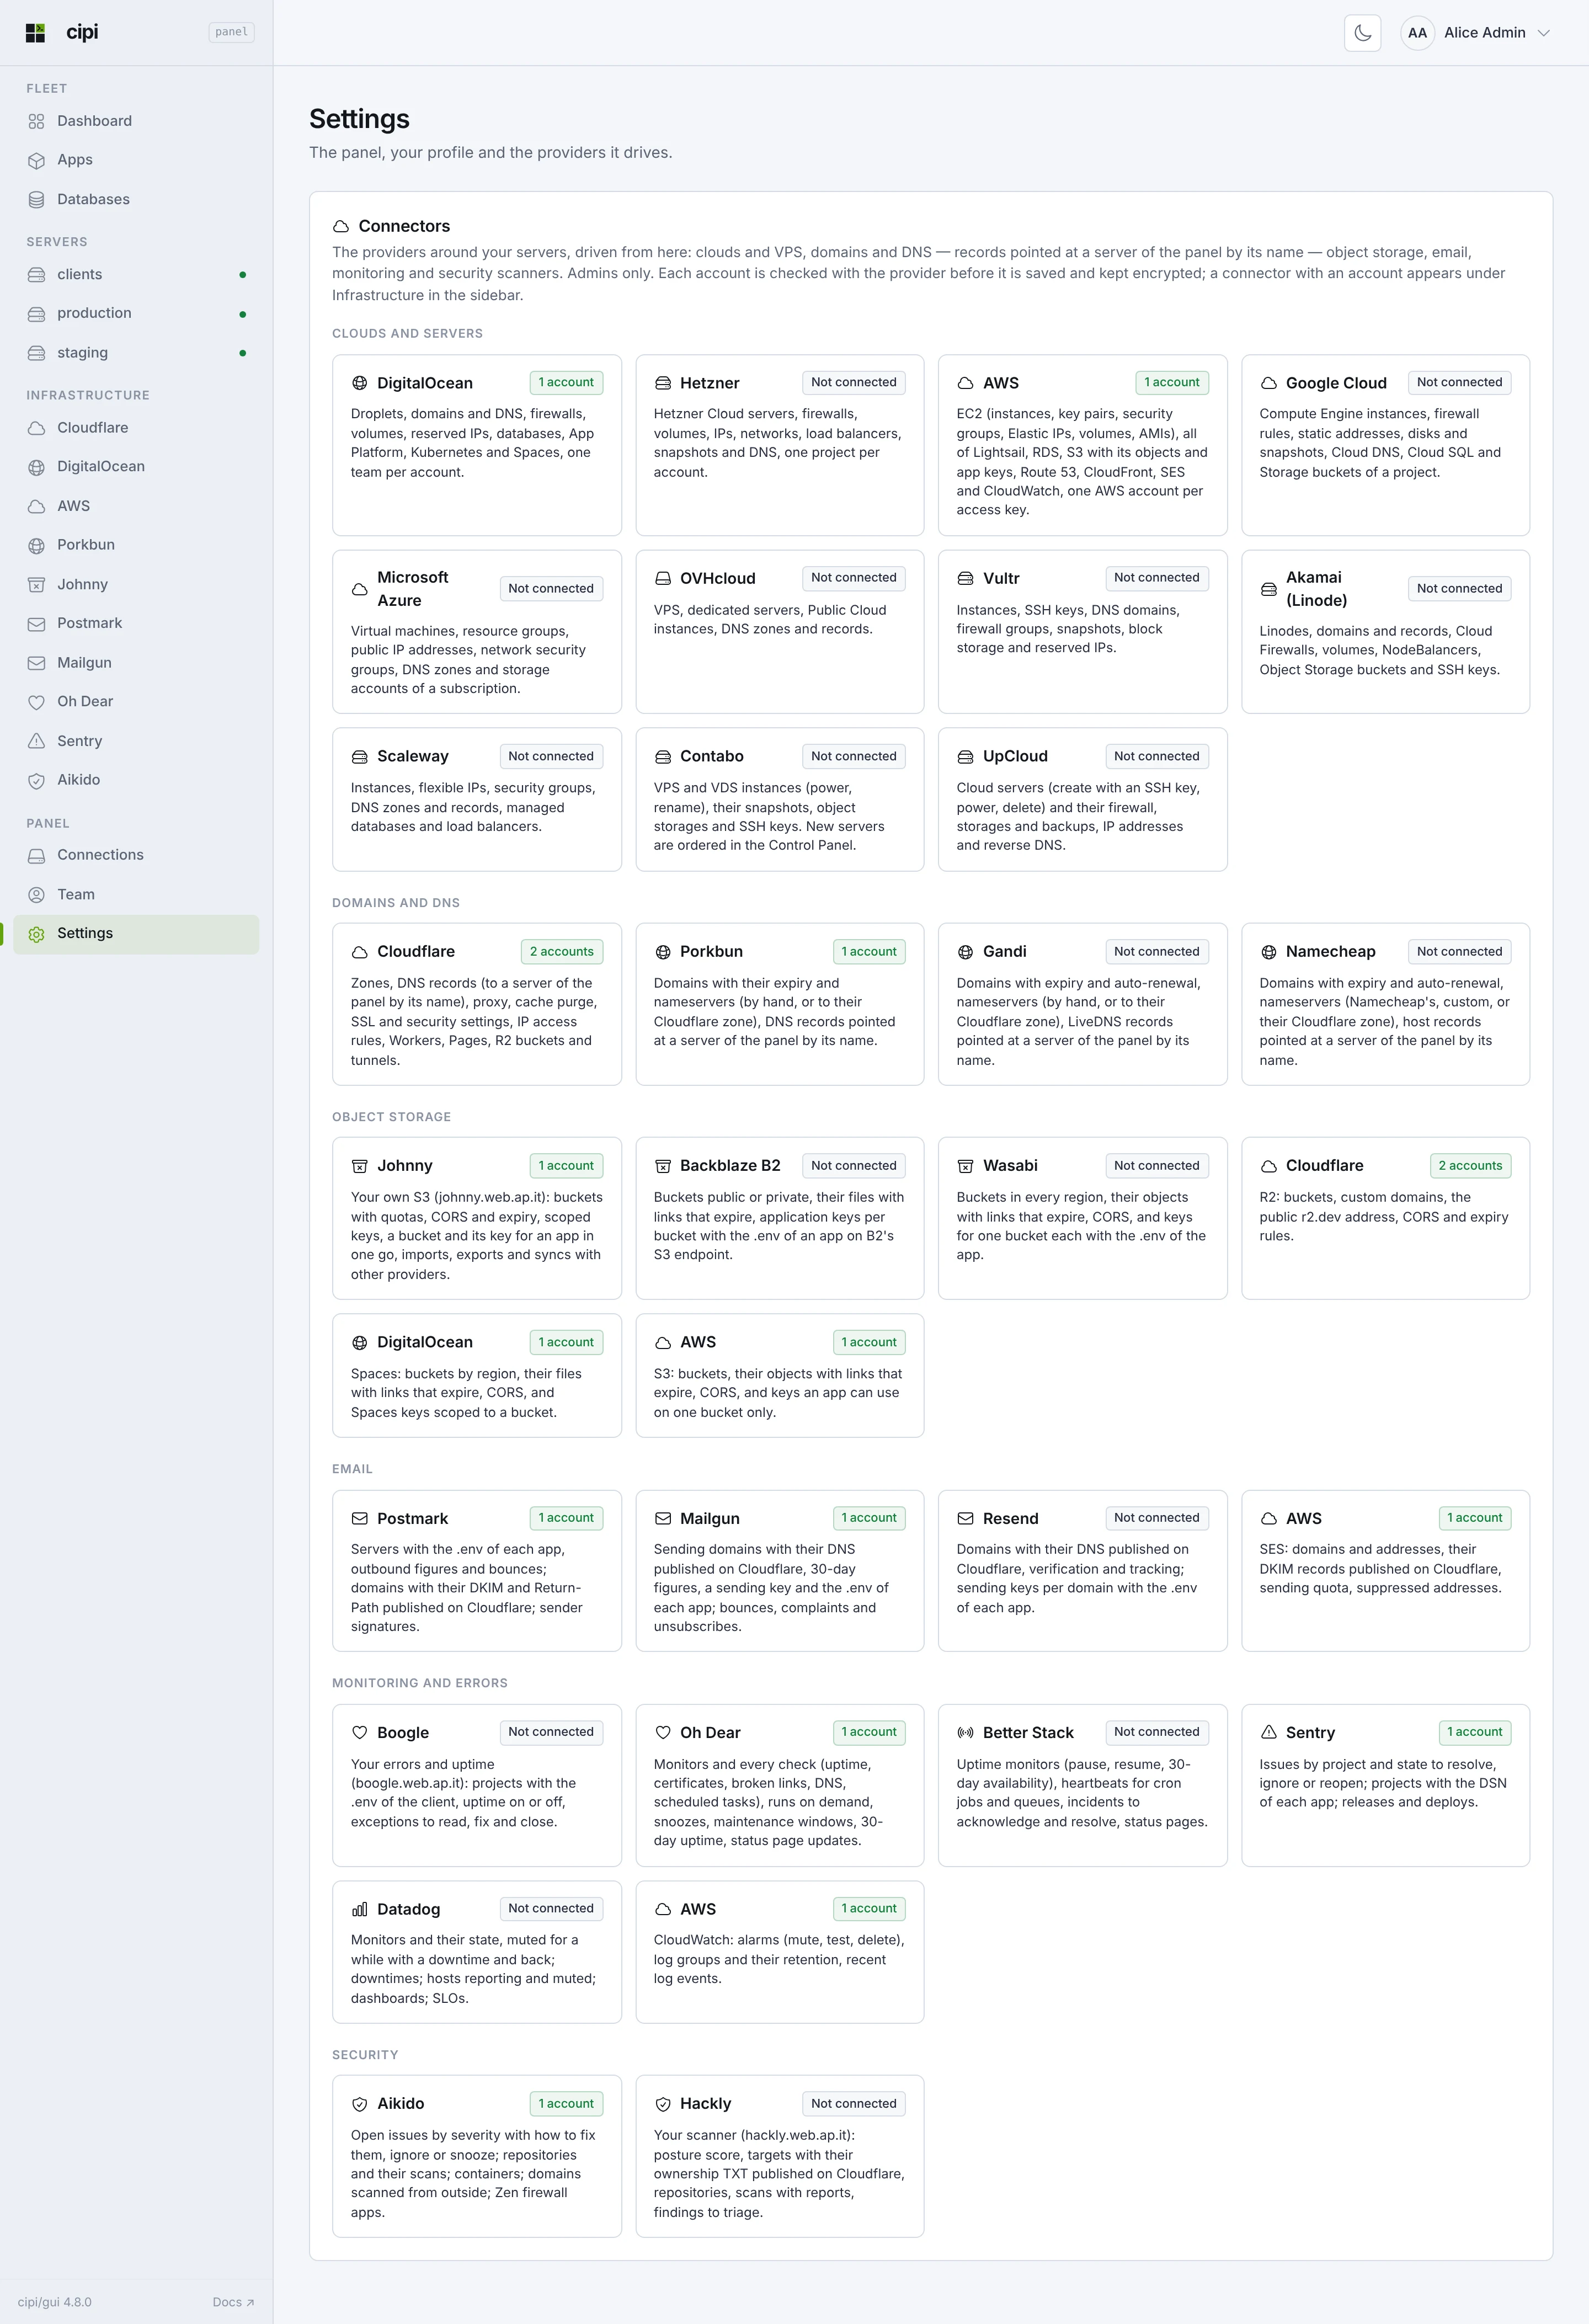 cipi
panel
AA
Alice Admin
FLEET
Dashboard
Apps
Databases
SERVERS
clients
production
staging
INFRASTRUCTURE
Cloudflare
DigitalOcean
AWS
Porkbun
Johnny
Postmark
Mailgun
Oh Dear
Sentry
Aikido
PANEL
Connections
Team
Settings
cipi/gui 4.8.0
Docs ↗
Settings
The panel, your profile and the providers it drives.
Connectors
The providers around your servers, driven from here: clouds and VPS, domains and DNS — records pointed at a server of the panel by its name — object storage, email,
monitoring and security scanners. Admins only. Each account is checked with the provider before it is saved and kept encrypted; a connector with an account appears under
Infrastructure in the sidebar.
CLOUDS AND SERVERS
DigitalOcean
1 account
Droplets, domains and DNS, firewalls,
volumes, reserved IPs, databases, App
Platform, Kubernetes and Spaces, one
team per account.
Hetzner
Not connected
Hetzner Cloud servers, firewalls,
volumes, IPs, networks, load balancers,
snapshots and DNS, one project per
account.
AWS
1 account
EC2 (instances, key pairs, security
groups, Elastic IPs, volumes, AMIs), all
of Lightsail, RDS, S3 with its objects and
app keys, Route 53, CloudFront, SES
and CloudWatch, one AWS account per
access key.
Google Cloud
Not connected
Compute Engine instances, firewall
rules, static addresses, disks and
snapshots, Cloud DNS, Cloud SQL and
Storage buckets of a project.
Microsoft
Azure
Not connected
Virtual machines, resource groups,
public IP addresses, network security
groups, DNS zones and storage
accounts of a subscription.
OVHcloud
Not connected
VPS, dedicated servers, Public Cloud
instances, DNS zones and records.
Vultr
Not connected
Instances, SSH keys, DNS domains,
firewall groups, snapshots, block
storage and reserved IPs.
Akamai
(Linode)
Not connected
Linodes, domains and records, Cloud
Firewalls, volumes, NodeBalancers,
Object Storage buckets and SSH keys.
Scaleway
Not connected
Instances, flexible IPs, security groups,
DNS zones and records, managed
databases and load balancers.
Contabo
Not connected
VPS and VDS instances (power,
rename), their snapshots, object
storages and SSH keys. New servers
are ordered in the Control Panel.
UpCloud
Not connected
Cloud servers (create with an SSH key,
power, delete) and their firewall,
storages and backups, IP addresses
and reverse DNS.
DOMAINS AND DNS
Cloudflare
2 accounts
Zones, DNS records (to a server of the
panel by its name), proxy, cache purge,
SSL and security settings, IP access
rules, Workers, Pages, R2 buckets and
tunnels.
Porkbun
1 account
Domains with their expiry and
nameservers (by hand, or to their
Cloudflare zone), DNS records pointed
at a server of the panel by its name.
Gandi
Not connected
Domains with expiry and auto-renewal,
nameservers (by hand, or to their
Cloudflare zone), LiveDNS records
pointed at a server of the panel by its
name.
Namecheap
Not connected
Domains with expiry and auto-renewal,
nameservers (Namecheap's, custom, or
their Cloudflare zone), host records
pointed at a server of the panel by its
name.
OBJECT STORAGE
Johnny
1 account
Your own S3 (johnny.web.ap.it): buckets
with quotas, CORS and expiry, scoped
keys, a bucket and its key for an app in
one go, imports, exports and syncs with
other providers.
Backblaze B2
Not connected
Buckets public or private, their files with
links that expire, application keys per
bucket with the .env of an app on B2's
S3 endpoint.
Wasabi
Not connected
Buckets in every region, their objects
with links that expire, CORS, and keys
for one bucket each with the .env of the
app.
Cloudflare
2 accounts
R2: buckets, custom domains, the
public r2.dev address, CORS and expiry
rules.
DigitalOcean
1 account
Spaces: buckets by region, their files
with links that expire, CORS, and
Spaces keys scoped to a bucket.
AWS
1 account
S3: buckets, their objects with links that
expire, CORS, and keys an app can use
on one bucket only.
EMAIL
Postmark
1 account
Servers with the .env of each app,
outbound figures and bounces;
domains with their DKIM and Return-
Path published on Cloudflare; sender
signatures.
Mailgun
1 account
Sending domains with their DNS
published on Cloudflare, 30-day
figures, a sending key and the .env of
each app; bounces, complaints and
unsubscribes.
Resend
Not connected
Domains with their DNS published on
Cloudflare, verification and tracking;
sending keys per domain with the .env
of each app.
AWS
1 account
SES: domains and addresses, their
DKIM records published on Cloudflare,
sending quota, suppressed addresses.
MONITORING AND ERRORS
Boogle
Not connected
Your errors and uptime
(boogle.web.ap.it): projects with the
.env of the client, uptime on or off,
exceptions to read, fix and close.
Oh Dear
1 account
Monitors and every check (uptime,
certificates, broken links, DNS,
scheduled tasks), runs on demand,
snoozes, maintenance windows, 30-
day uptime, status page updates.
Better Stack
Not connected
Uptime monitors (pause, resume, 30-
day availability), heartbeats for cron
jobs and queues, incidents to
acknowledge and resolve, status pages.
Sentry
1 account
Issues by project and state to resolve,
ignore or reopen; projects with the DSN
of each app; releases and deploys.
Datadog
Not connected
Monitors and their state, muted for a
while with a downtime and back;
downtimes; hosts reporting and muted;
dashboards; SLOs.
AWS
1 account
CloudWatch: alarms (mute, test, delete),
log groups and their retention, recent
log events.
SECURITY
Aikido
1 account
Open issues by severity with how to fix
them, ignore or snooze; repositories
and their scans; containers; domains
scanned from outside; Zen firewall
apps.
Hackly
Not connected
Your scanner (hackly.web.ap.it):
posture score, targets with their
ownership TXT published on Cloudflare,
repositories, scans with reports,
findings to triage.